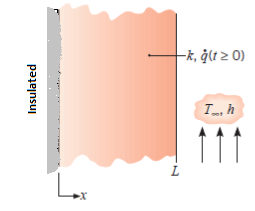 Insulated
k, q̇(t ≥ 0)
T∞, h
L
x